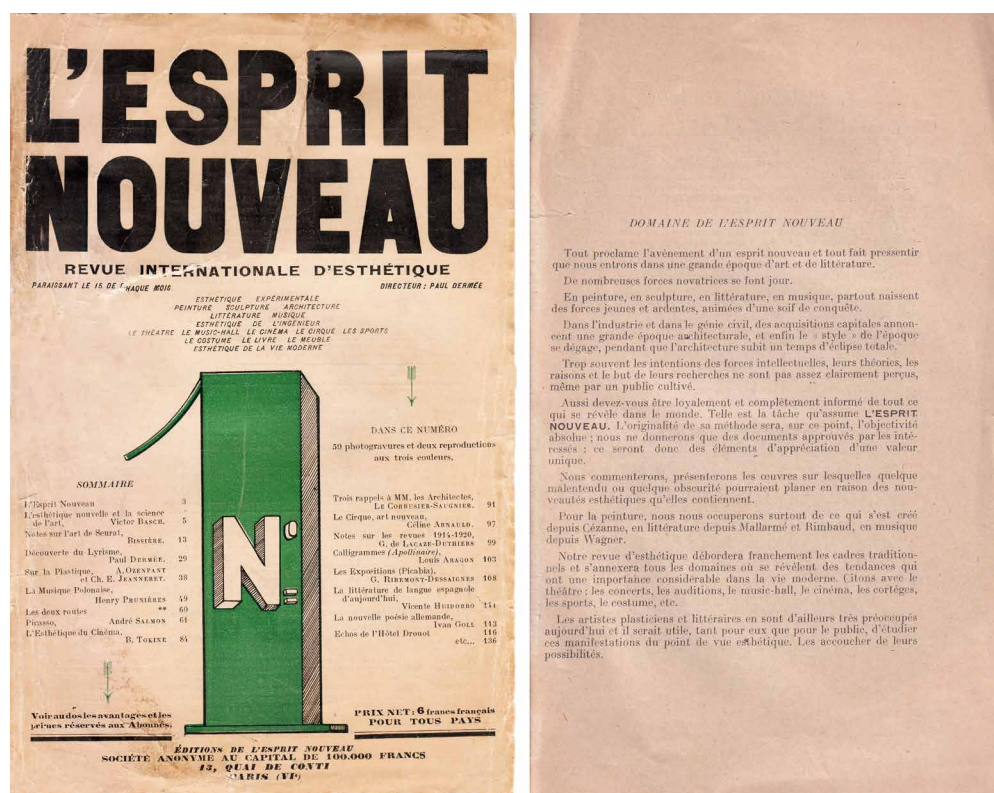 L'ESPRIT
NOUVEAU
REVUE INTERNATIONALE D'ESTHÉTIQUE
PARAISSANT LE 15 DE CHAQUE MOIS
DIRECTEUR : PAUL DERMÉE
ESTHÉTIQUE EXPÉRIMENTALE
PEINTURE SCULPTURE ARCHITECTURE
LITTÉRATURE MUSIQUE
ESTHÉTIQUE DE L'INGÉNIEUR
LE THÉATRE LE MUSIC-HALL LE CINÉMA LE CIRQUE LES SPORTS
LE COSTUME LE LIVRE LE MEUBLE
ESTHÉTIQUE DE LA VIE MODERNE
No
SOMMAIRE
L'Esprit Nouveau 3
L'esthétique nouvelle et la science
de l'art, Victor BASCH. 5
Notes sur l'art de Seurat,
BISSIÈRE. 13
Découverte du Lyrisme,
Paul DERMÉE. 29
Sur la Plastique, A. OZENFANT
et Ch. E. JEANNERET. 38
La Musique Polonaise,
Henry PRUNIÈRES 49
Les deux routes ** 60
Picasso, André SALMON 61
L'Esthétique du Cinéma,
B. TOKINE 84
Voir au dos les avantages et les
primes réservés aux Abonnés.
DANS CE NUMÉRO
50 photogravures et deux reproductions
aux trois couleurs.
Trois rappels à MM. les Architectes,
LE CORBUSIER-SAUGNIER. 91
Le Cirque, art nouveau,
Céline ARNAULD. 97
Notes sur les revues 1914-1920,
G. DE LACAZE-DUTHIERS 99
Calligrammes (Apollinaire),
Louis ARAGON 103
Les Expositions (Picabia),
G. RIBEMONT-DESSAIGNES 108
La littérature de langue espagnole
d'aujourd'hui,
Vicente HUIDOBRO 111
La nouvelle poésie allemande,
Ivan GOLL 113
Echos de l'Hôtel Drouot 116
etc... 136
PRIX NET : 6 francs français
POUR TOUS PAYS
ÉDITIONS DE L'ESPRIT NOUVEAU
SOCIÉTÉ ANONYME AU CAPITAL DE 100.000 FRANCS
13, QUAI DE CONTI
PARIS (VIe)
DOMAINE DE L'ESPRIT NOUVEAU
Tout proclame l'avènement d'un esprit nouveau et tout fait pressentir
que nous entrons dans une grande époque d'art et de littérature.
De nombreuses forces novatrices se font jour.
En peinture, en sculpture, en littérature, en musique, partout naissent
des forces jeunes et ardentes, animées d'une soif de conquête.
Dans l'industrie et dans le génie civil, des acquisitions capitales annon-
cent une grande époque architecturale, et enfin le « style » de l'époque
se dégage, pendant que l'architecture subit un temps d'éclipse totale.
Trop souvent les intentions des forces intellectuelles, leurs théories, les
raisons et le but de leurs recherches ne sont pas assez clairement perçus,
même par un public cultivé.
Aussi devez-vous être loyalement et complètement informé de tout ce
qui se révèle dans le monde. Telle est la tâche qu'assume L'ESPRIT
NOUVEAU. L'originalité de sa méthode sera, sur ce point, l'objectivité
absolue ; nous ne donnerons que des documents approuvés par les inté-
ressés ; ce seront donc des éléments d'appréciation d'une valeur
unique.
Nous commenterons, présenterons les œuvres sur lesquelles quelque
malentendu ou quelque obscurité pourraient planer en raison des nou-
veautés esthétiques qu'elles contiennent.
Pour la peinture, nous nous occuperons surtout de ce qui s'est créé
depuis Cézanne, en littérature depuis Mallarmé et Rimbaud, en musique
depuis Wagner.
Notre revue d'esthétique débordera franchement les cadres tradition-
nels et s'annexera tous les domaines où se révèlent des tendances qui
ont une importance considérable dans la vie moderne. Citons avec le
théâtre : les concerts, les auditions, le music-hall, le cinéma, les cortèges,
les sports, le costume, etc.
Les artistes plasticiens et littéraires en sont d'ailleurs très préoccupés
aujourd'hui et il serait utile, tant pour eux que pour le public, d'étudier
ces manifestations du point de vue esthétique. Les accoucher de leurs
possibilités.